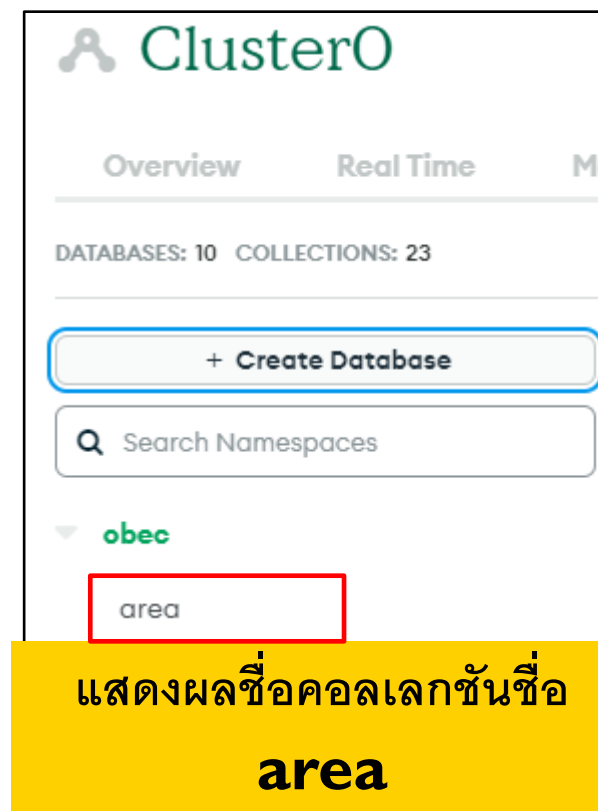 Cluster0
Overview Real Time M
DATABASES: 10 COLLECTIONS: 23
+ Create Database
Search Namespaces
obec
area
แสดงผลชื่อคอลเลกชันชื่อ
area